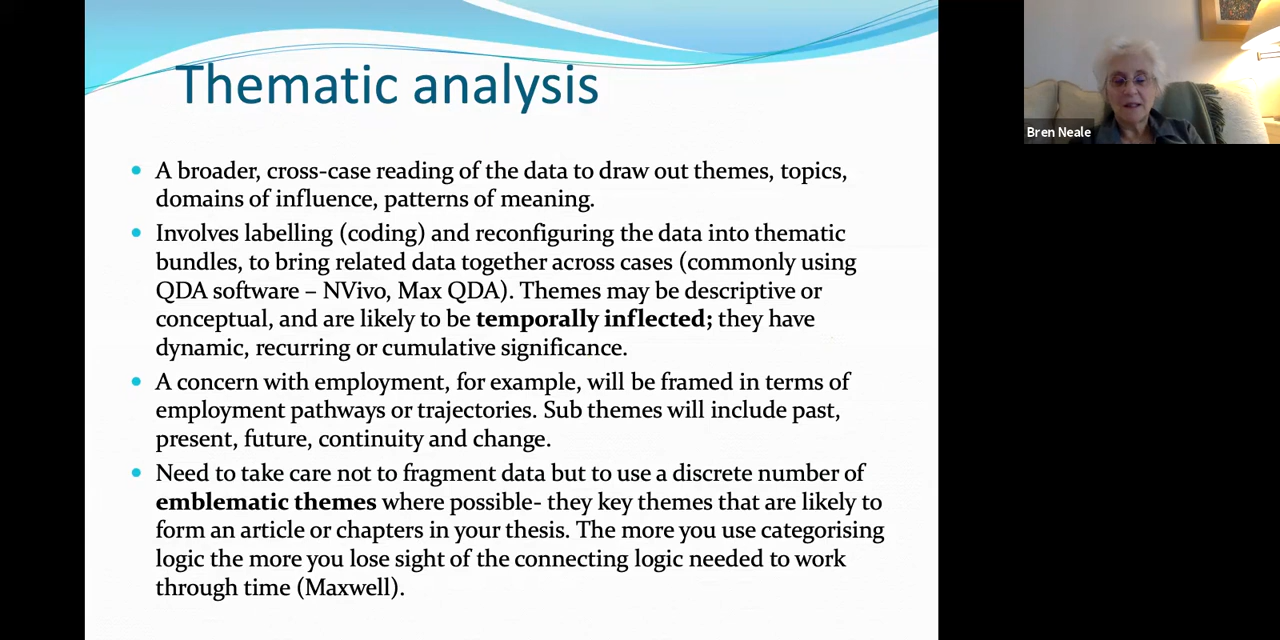 Thematic analysis
A broader, cross-case reading of the data to draw out themes, topics,
domains of influence, patterns of meaning.
Involves labelling (coding) and reconfiguring the data into thematic
bundles, to bring related data together across cases (commonly using
QDA software – NVivo, Max QDA). Themes may be descriptive or
conceptual, and are likely to be temporally inflected; they have
dynamic, recurring or cumulative significance.
A concern with employment, for example, will be framed in terms of
employment pathways or trajectories. Sub themes will include past,
present, future, continuity and change.
Need to take care not to fragment data but to use a discrete number of
emblematic themes where possible- they key themes that are likely to
form an article or chapters in your thesis. The more you use categorising
logic the more you lose sight of the connecting logic needed to work
through time (Maxwell).
Bren Neale